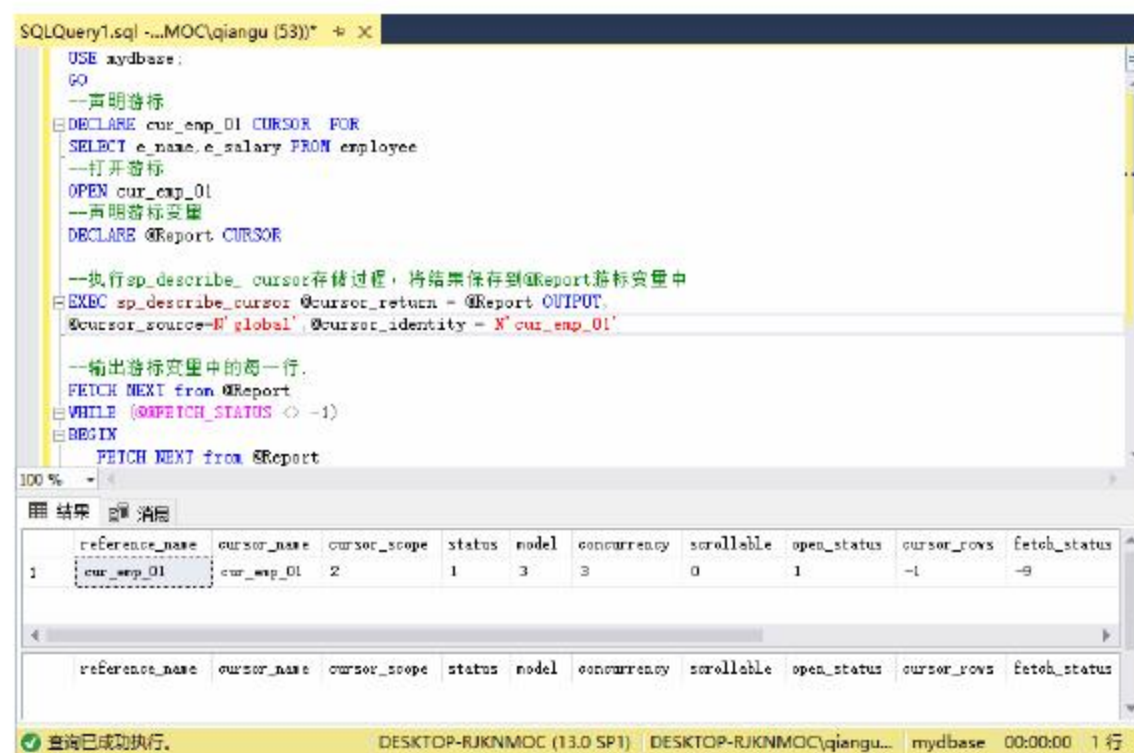 SQLQuery1.sql -...MOC\qiangu (53))*
USE mydbase;
GO
--声明游标
DECLARE cur_emp_01 CURSOR FOR
SELECT e_name,e_salary FROM employee
--打开游标
OPEN cur_emp_01
--声明游标变量
DECLARE @Report CURSOR
--执行sp_describe_ cursor存储过程，将结果保存到@Report游标变量中
EXEC sp_describe_cursor @cursor_return = @Report OUTPUT,
@cursor_source=N'global',@cursor_identity = N'cur_emp_01'
--输出游标变量中的每一行.
FETCH NEXT from @Report
WHILE (@@FETCH_STATUS <> -1)
BEGIN
FETCH NEXT from @Report
100 %
结果 消息
reference_name cursor_name cursor_scope status model concurrency scrollable open_status cursor_rows fetch_status
1 cur_emp_01 cur_emp_01 2 1 3 3 0 1 -1 -9
reference_name cursor_name cursor_scope status model concurrency scrollable open_status cursor_rows fetch_status
查询已成功执行。 DESKTOP-RJKNMOC (13.0 SP1) DESKTOP-RJKNMOC\qiangu... mydbase 00:00:00 1 行